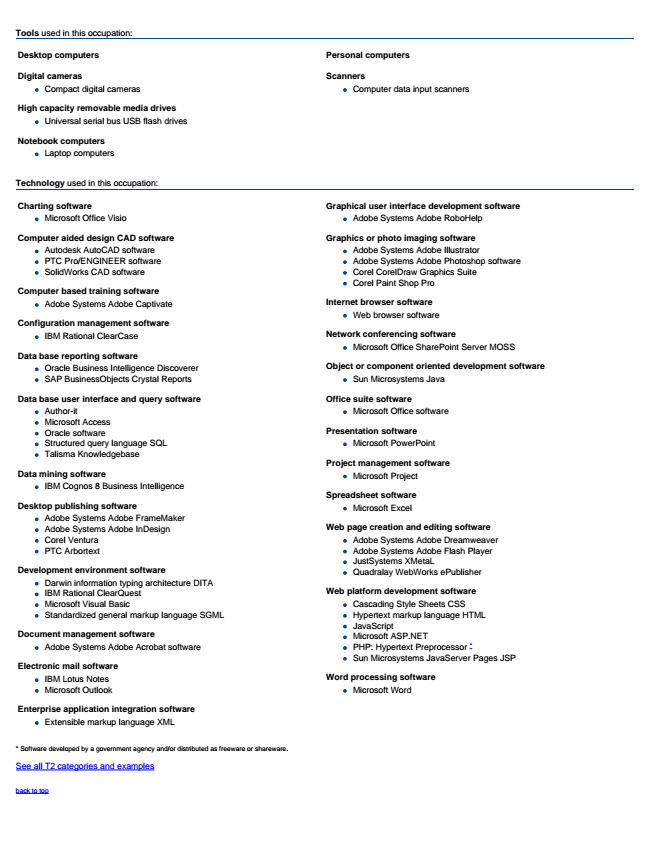 Tools used in this occupation:
Desktop computers
Digital cameras
Compact digital cameras
High capacity removable media drives
Universal serial bus USB flash drives
Notebook computers
Laptop computers
Personal computers
Scanners
Computer data input scanners
Technology used in this occupation:
Charting software
Microsoft Office Visio
Computer aided design CAD software
Autodesk AutoCAD software
PTC Pro/ENGINEER software
SolidWorks CAD software
Computer based training software
Adobe Systems Adobe Captivate
Configuration management software
IBM Rational ClearCase
Data base reporting software
Oracle Business Intelligence Discoverer
SAP BusinessObjects Crystal Reports
Data base user interface and query software
Author-it
Microsoft Access
Oracle software
Structured query language SQL
Talisma Knowledgebase
Data mining software
IBM Cognos 8 Business Intelligence
Desktop publishing software
Adobe Systems Adobe FrameMaker
Adobe Systems Adobe InDesign
Corel Ventura
PTC Arbortext
Development environment software
Darwin information typing architecture DITA
IBM Rational ClearQuest
Microsoft Visual Basic
Standardized general markup language SGML
Document management software
Adobe Systems Adobe Acrobat software
Electronic mail software
IBM Lotus Notes
Microsoft Outlook
Enterprise application integration software
Extensible markup language XML
Graphical user interface development software
Adobe Systems Adobe RoboHelp
Graphics or photo imaging software
Adobe Systems Adobe Illustrator
Adobe Systems Adobe Photoshop software
Corel CorelDraw Graphics Suite
Corel Paint Shop Pro
Internet browser software
Web browser software
Network conferencing software
Microsoft Office SharePoint Server MOSS
Object or component oriented development software
Sun Microsystems Java
Office suite software
Microsoft Office software
Presentation software
Microsoft PowerPoint
Project management software
Microsoft Project
Spreadsheet software
Microsoft Excel
Web page creation and editing software
Adobe Systems Adobe Dreamweaver
Adobe Systems Adobe Flash Player
JustSystems XMetaL
Quadralay WebWorks ePublisher
Web platform development software
Cascading Style Sheets CSS
Hypertext markup language HTML
JavaScript
Microsoft ASP.NET
PHP: Hypertext Preprocessor *
Sun Microsystems JavaServer Pages JSP
Word processing software
Microsoft Word
* Software developed by a government agency and/or distributed as freeware or shareware.
See all T2 categories and examples
back to top